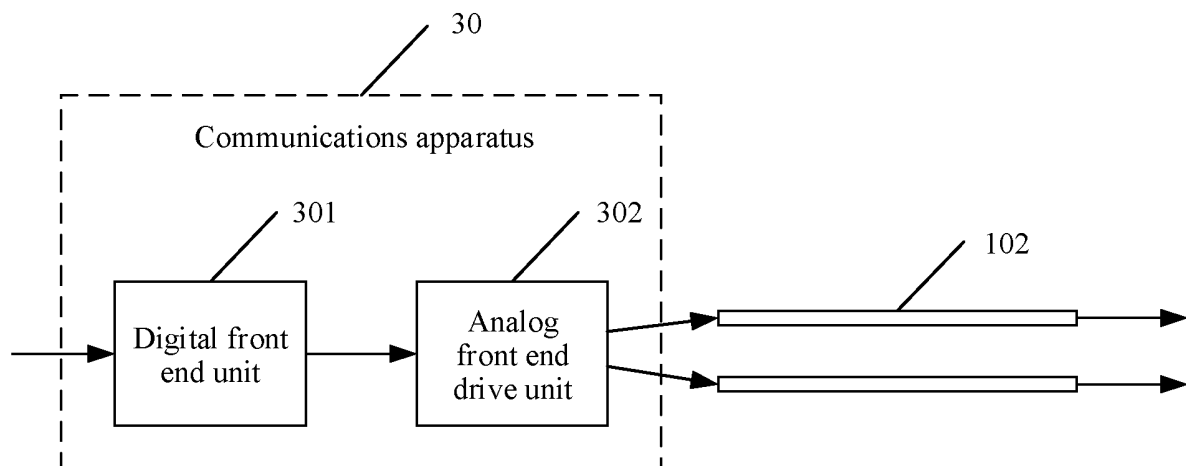 30
Communications apparatus
301
302
102
Digital front
end unit
Analog
front end
drive unit